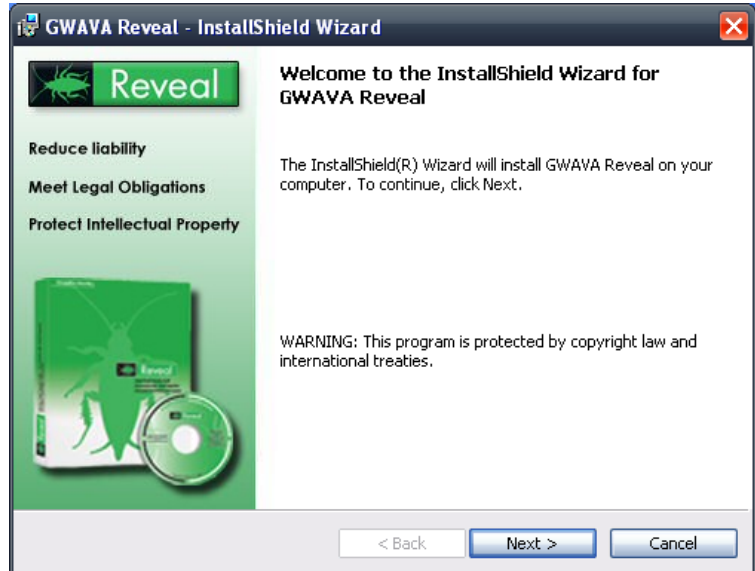 GWAVA Reveal - InstallShield Wizard
Reveal
Reduce liability
Meet Legal Obligations
Protect Intellectual Property
Reveal
Reveal
Welcome to the InstallShield Wizard for
GWAVA Reveal
The InstallShield(R) Wizard will install GWAVA Reveal on your
computer. To continue, click Next.
WARNING: This program is protected by copyright law and
international treaties.
< Back
Next >
Cancel